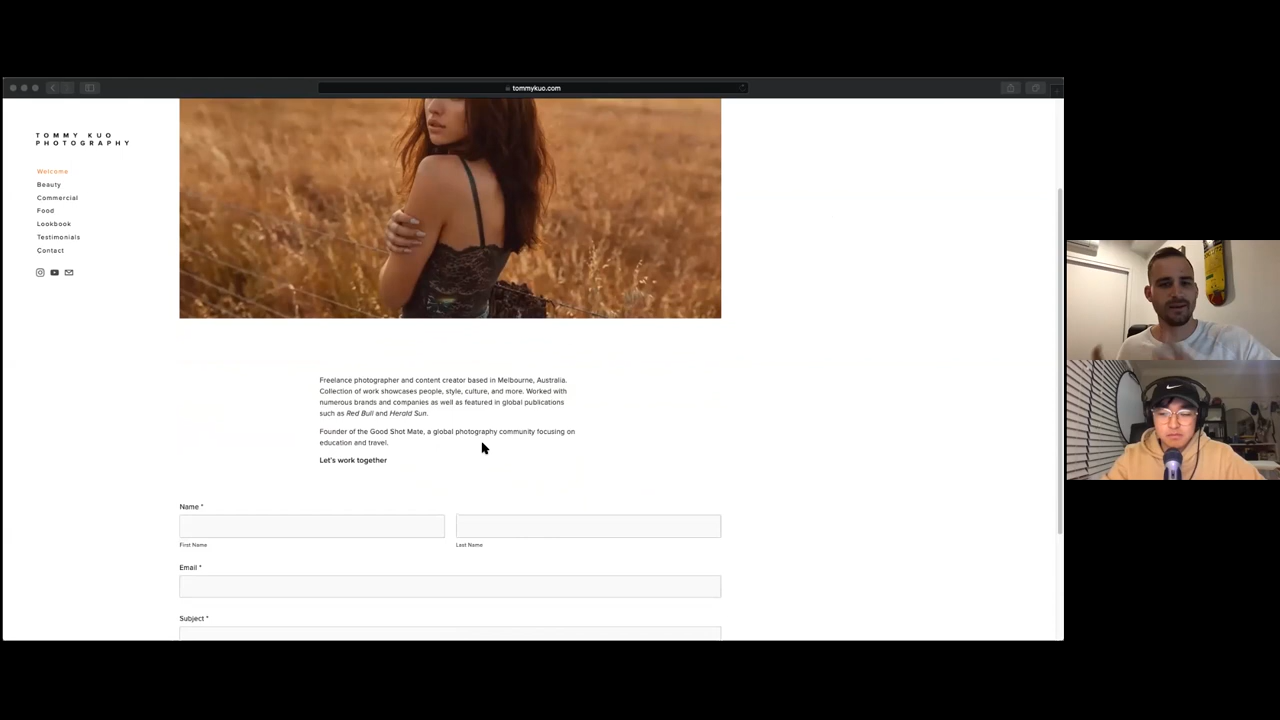 tommykuo.com
TOMMY KUO
PHOTOGRAPHY
Welcome
Beauty
Commercial
Food
Lookbook
Testimonials
Contact
Freelance photographer and content creator based in Melbourne, Australia.
Collection of work showcases people, style, culture, and more. Worked with
numerous brands and companies as well as featured in global publications
such as Red Bull and Herald Sun.
Founder of the Good Shot Mate, a global photography community focusing on
education and travel.
Let's work together
Name *
First Name
Last Name
Email *
Subject *